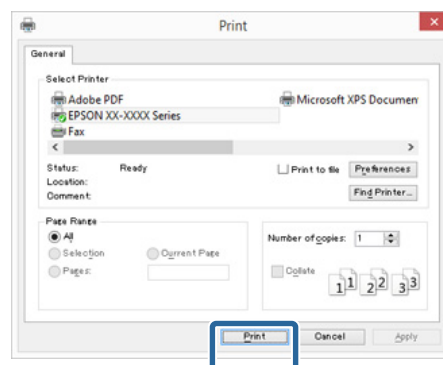 Print
General
Select Printer
Adobe PDF
Microsoft XPS Documen
EPSON XX-XXXX Series
Fax
Status: Ready
Print to file Preferences
Location:
Comment:
Find Printer...
Page Range
All
Selection Current Page
Pages:
Number of copies: 1
Collate
1 1 2 2 3 3
Print Cancel Apply